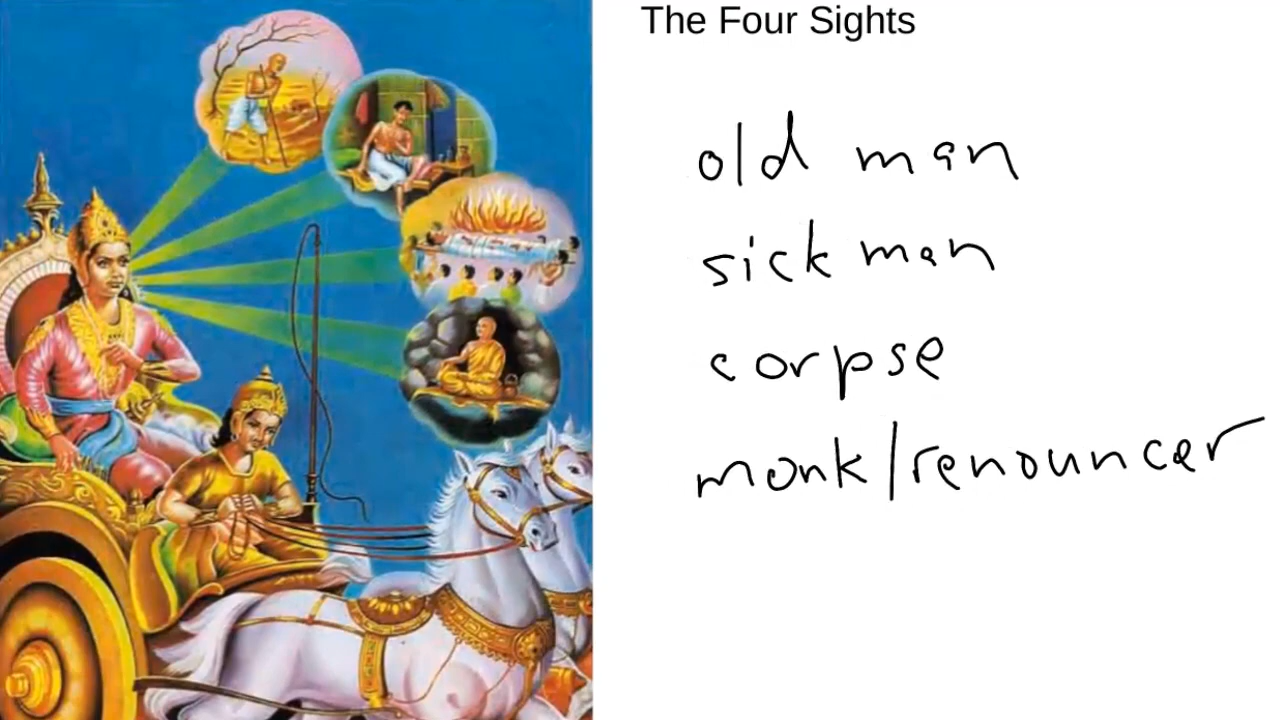 The Four Sights
old man
sick man
corpse
monk/renouncer